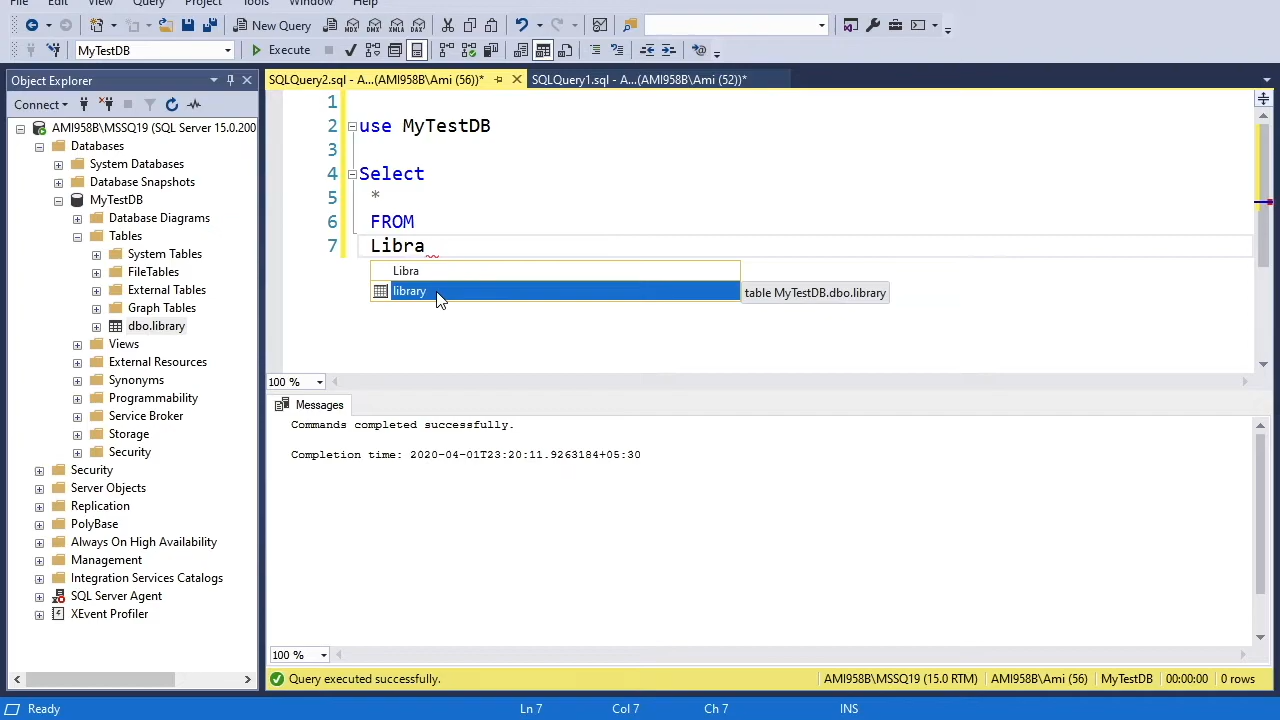 File Edit View Query Project Tools Window Help
New Query MDX DMX XMLA DAX
MyTestDB Execute
Object Explorer
SQLQuery2.sql - A...(AMI958B\Ami (56))*
SQLQuery1.sql - A...(AMI958B\Ami (52))*
Connect
AMI958B\MSSQ19 (SQL Server 15.0.200
Databases
System Databases
Database Snapshots
MyTestDB
Database Diagrams
Tables
System Tables
FileTables
External Tables
Graph Tables
dbo.library
Views
External Resources
Synonyms
Programmability
Service Broker
Storage
Security
Security
Server Objects
Replication
PolyBase
Always On High Availability
Management
Integration Services Catalogs
SQL Server Agent
XEvent Profiler
1
2 use MyTestDB
3
4 Select
5 *
6 FROM
7 Libra
Libra
library
table MyTestDB.dbo.library
100 %
Messages
Commands completed successfully.
Completion time: 2020-04-01T23:20:11.9263184+05:30
100 %
Query executed successfully.
AMI958B\MSSQ19 (15.0 RTM) AMI958B\Ami (56) MyTestDB 00:00:00 0 rows
Ready Ln 7 Col 7 Ch 7 INS